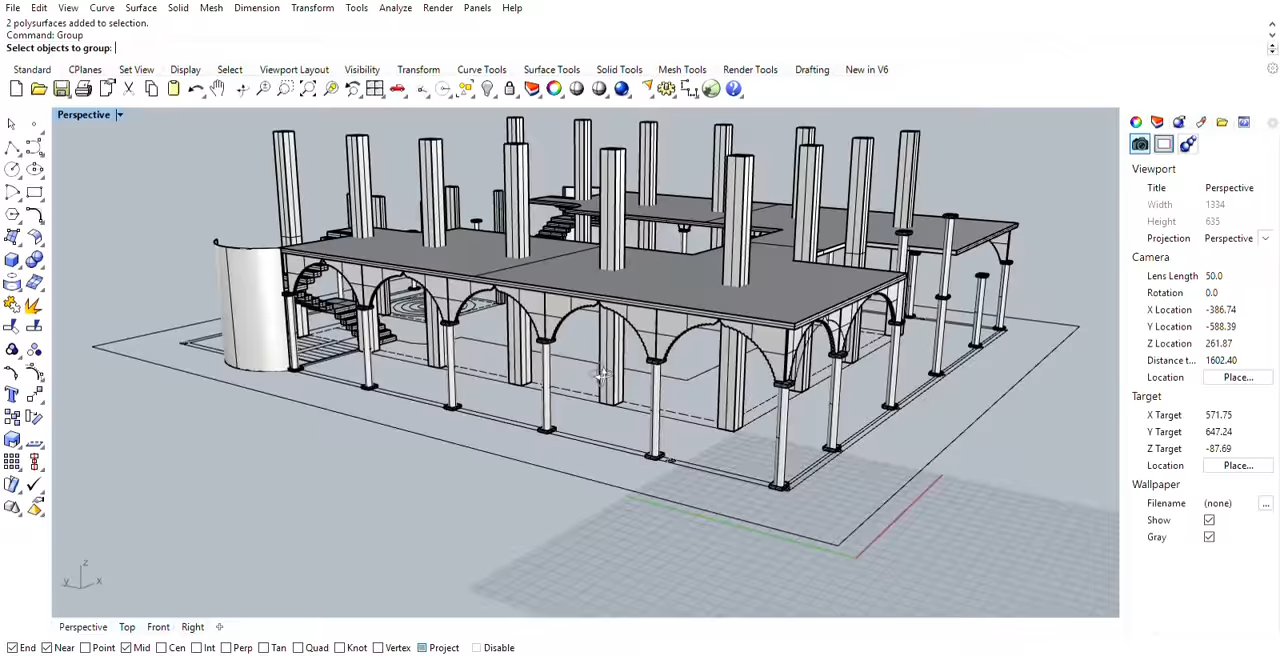 File Edit View Curve Surface Solid Mesh Dimension Transform Tools Analyze Render Panels Help
2 polysurfaces added to selection.
Command: Group
Select objects to group:
Standard CPlanes Set View Display Select Viewport Layout Visibility Transform Curve Tools Surface Tools Solid Tools Mesh Tools Render Tools Drafting New in V6
Perspective
Viewport
Title Perspective
Width 1334
Height 635
Projection Perspective
Camera
Lens Length 50.0
Rotation 0.0
X Location -386.74
Y Location -588.39
Z Location 261.87
Distance t... 1602.40
Location Place...
Target
X Target 571.75
Y Target 647.24
Z Target -87.69
Location Place...
Wallpaper
Filename (none) ...
Show
Gray
z
y x
Perspective Top Front Right
End Near Point Mid Cen Int Perp Tan Quad Knot Vertex Project Disable